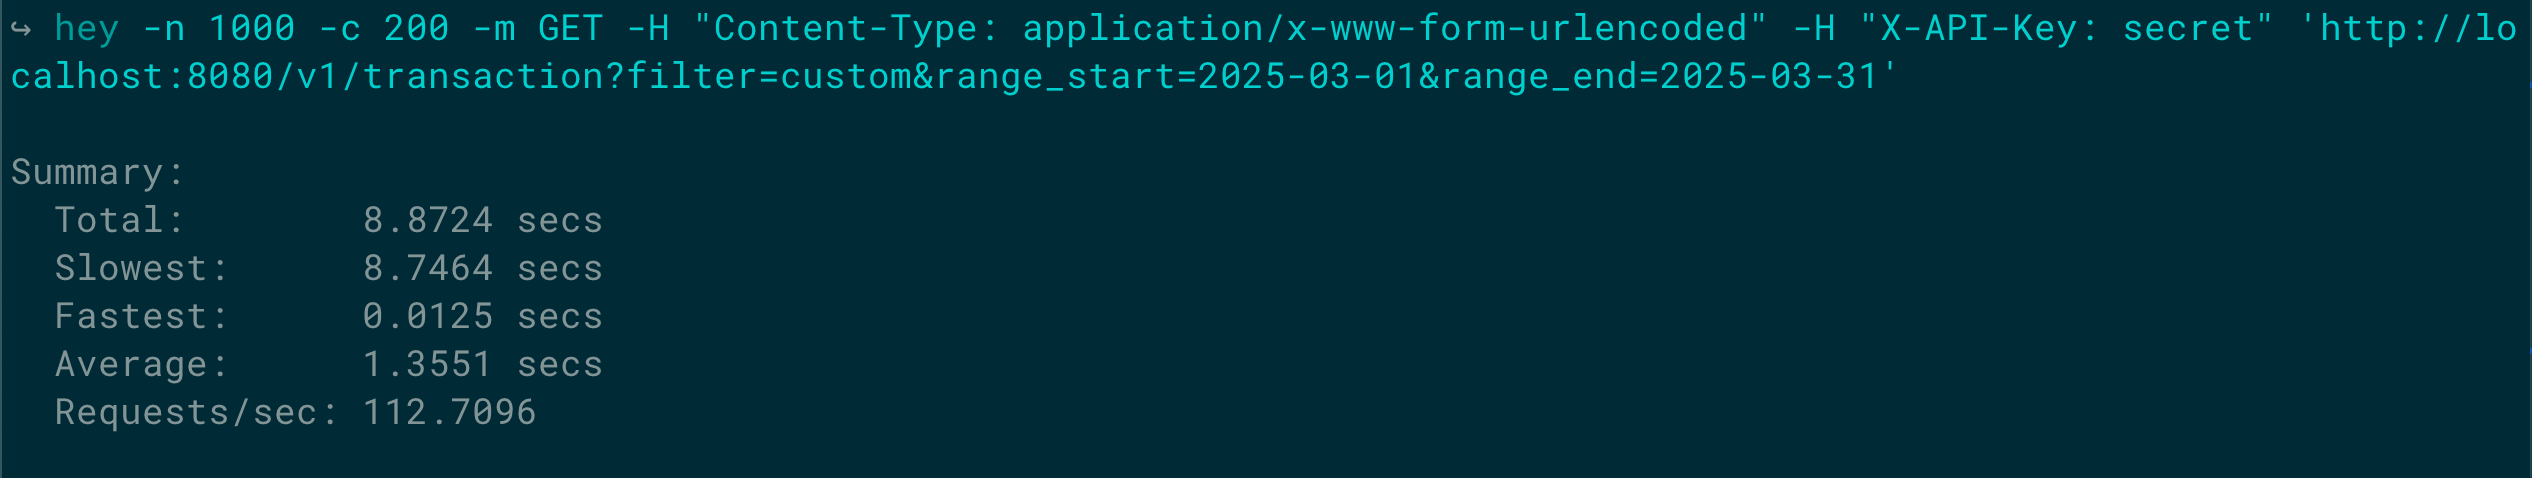 ↪ hey -n 1000 -c 200 -m GET -H "Content-Type: application/x-www-form-urlencoded" -H "X-API-Key: secret" 'http://lo
calhost:8080/v1/transaction?filter=custom&range_start=2025-03-01&range_end=2025-03-31'

Summary:
  Total:        8.8724 secs
  Slowest:      8.7464 secs
  Fastest:      0.0125 secs
  Average:      1.3551 secs
  Requests/sec: 112.7096